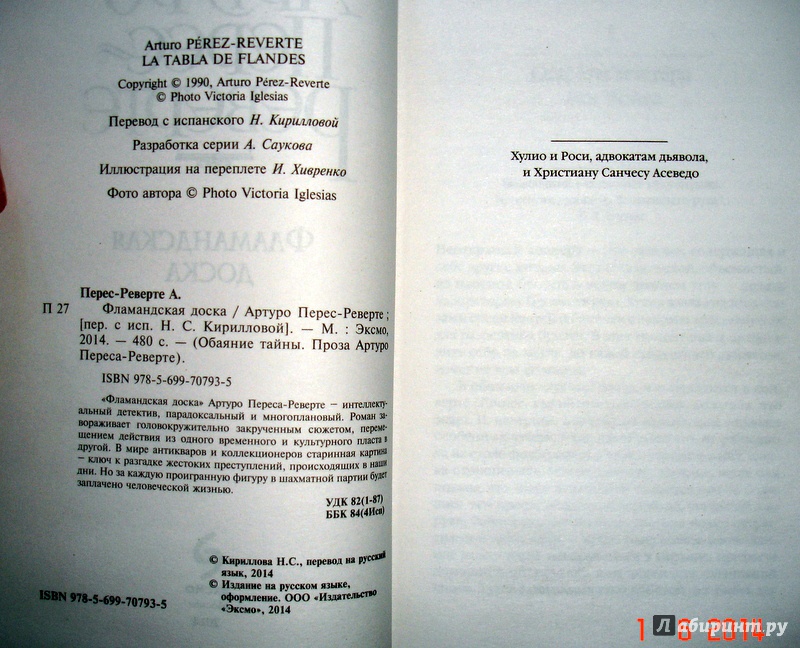 Arturo PÉREZ-REVERTE
LA TABLA DE FLANDES
Copyright © 1990, Arturo Pérez-Reverte
© Photo Victoria Iglesias
Перевод с испанского Н. Кирилловой
Разработка серии А. Саукова
Иллюстрация на переплете И. Хивренко
Фото автора © Photo Victoria Iglesias
Перес-Реверте А.
П 27 Фламандская доска / Артуро Перес-Реверте ;
[пер. с исп. Н. С. Кирилловой]. — М. : Эксмо,
2014. — 480 с. — (Обаяние тайны. Проза Артуро
Переса-Реверте).
ISBN 978-5-699-70793-5
«Фламандская доска» Артуро Переса-Реверте — интеллекту-
альный детектив, парадоксальный и многоплановый. Роман за-
вораживает головокружительно закрученным сюжетом, переме-
щением действия из одного временного и культурного пласта в
другой. В мире антикваров и коллекционеров старинная картина
– ключ к разгадке жестоких преступлений, происходящих в наши
дни. Но за каждую проигранную фигуру в шахматной партии будет
заплачено человеческой жизнью.
УДК 82(1-87)
ББК 84(4Исп)
© Кириллова Н.С., перевод на русский
язык, 2014
© Издание на русском языке,
оформление. ООО «Издательство
«Эксмо», 2014
ISBN 978-5-699-70793-5
Хулио и Роси, адвокатам дьявола,
и Христиану Санчесу Асеведо
Лабиринт.ру